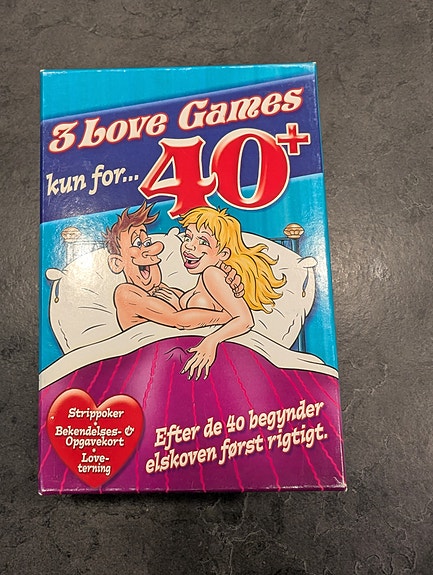 3 Love Games
kun for...
40+
Strippoker
•
Bekendelses- &
Opgavekort
•
Love-
terning
Efter de 40 begynder
elskoven først rigtigt.